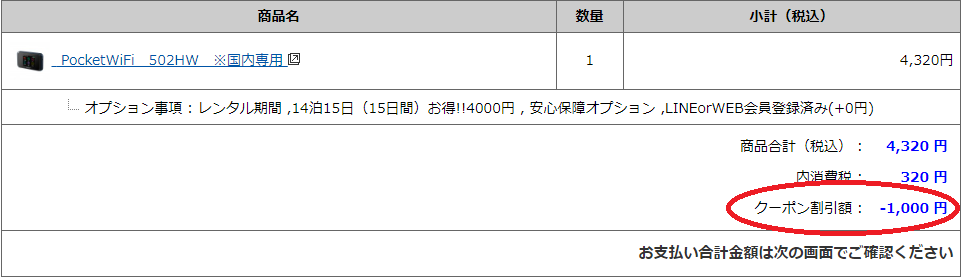 商品名 数量 小計（税込）
PocketWiFi　502HW　※国内専用 1 4,320円
オプション事項：レンタル期間 ,14泊15日（15日間）お得!!4000円 , 安心保障オプション ,LINEorWEB会員登録済み(+0円)
商品合計（税込）： 4,320 円
内消費税： 320 円
クーポン割引額： -1,000 円
お支払い合計金額は次の画面でご確認ください